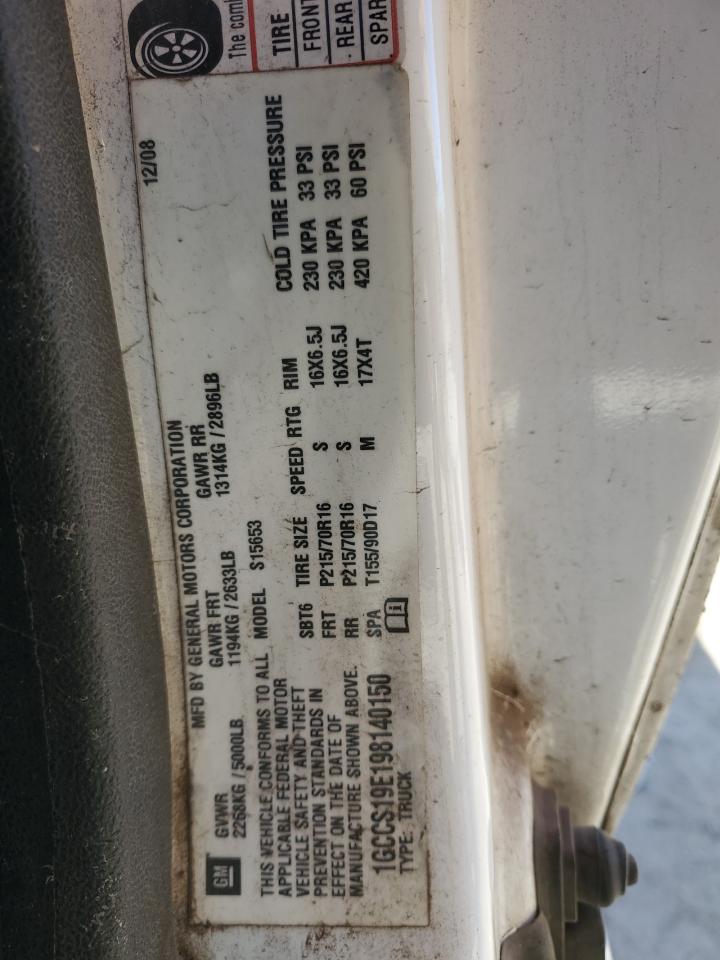 The comb
TIRE
FRONT
REAR
SPAR
MFD BY GENERAL MOTORS CORPORATION 12/08
GM
GVWR GAWR FRT GAWR RR
2268KG/5000LB 1194KG/2633LB 1314KG/2896LB
THIS VEHICLE CONFORMS TO ALL
APPLICABLE FEDERAL MOTOR
VEHICLE SAFETY AND THEFT
PREVENTION STANDARDS IN
EFFECT ON THE DATE OF
MANUFACTURE SHOWN ABOVE.
1GCCS19E198140150
TYPE: TRUCK
MODEL S15653
SBT6 TIRE SIZE SPEED RTG RIM COLD TIRE PRESSURE
FRT P215/70R16 S 16X6.5J 230 KPA 33 PSI
RR P215/70R16 S 16X6.5J 230 KPA 33 PSI
SPA T155/90D17 M 17X4T 420 KPA 60 PSI